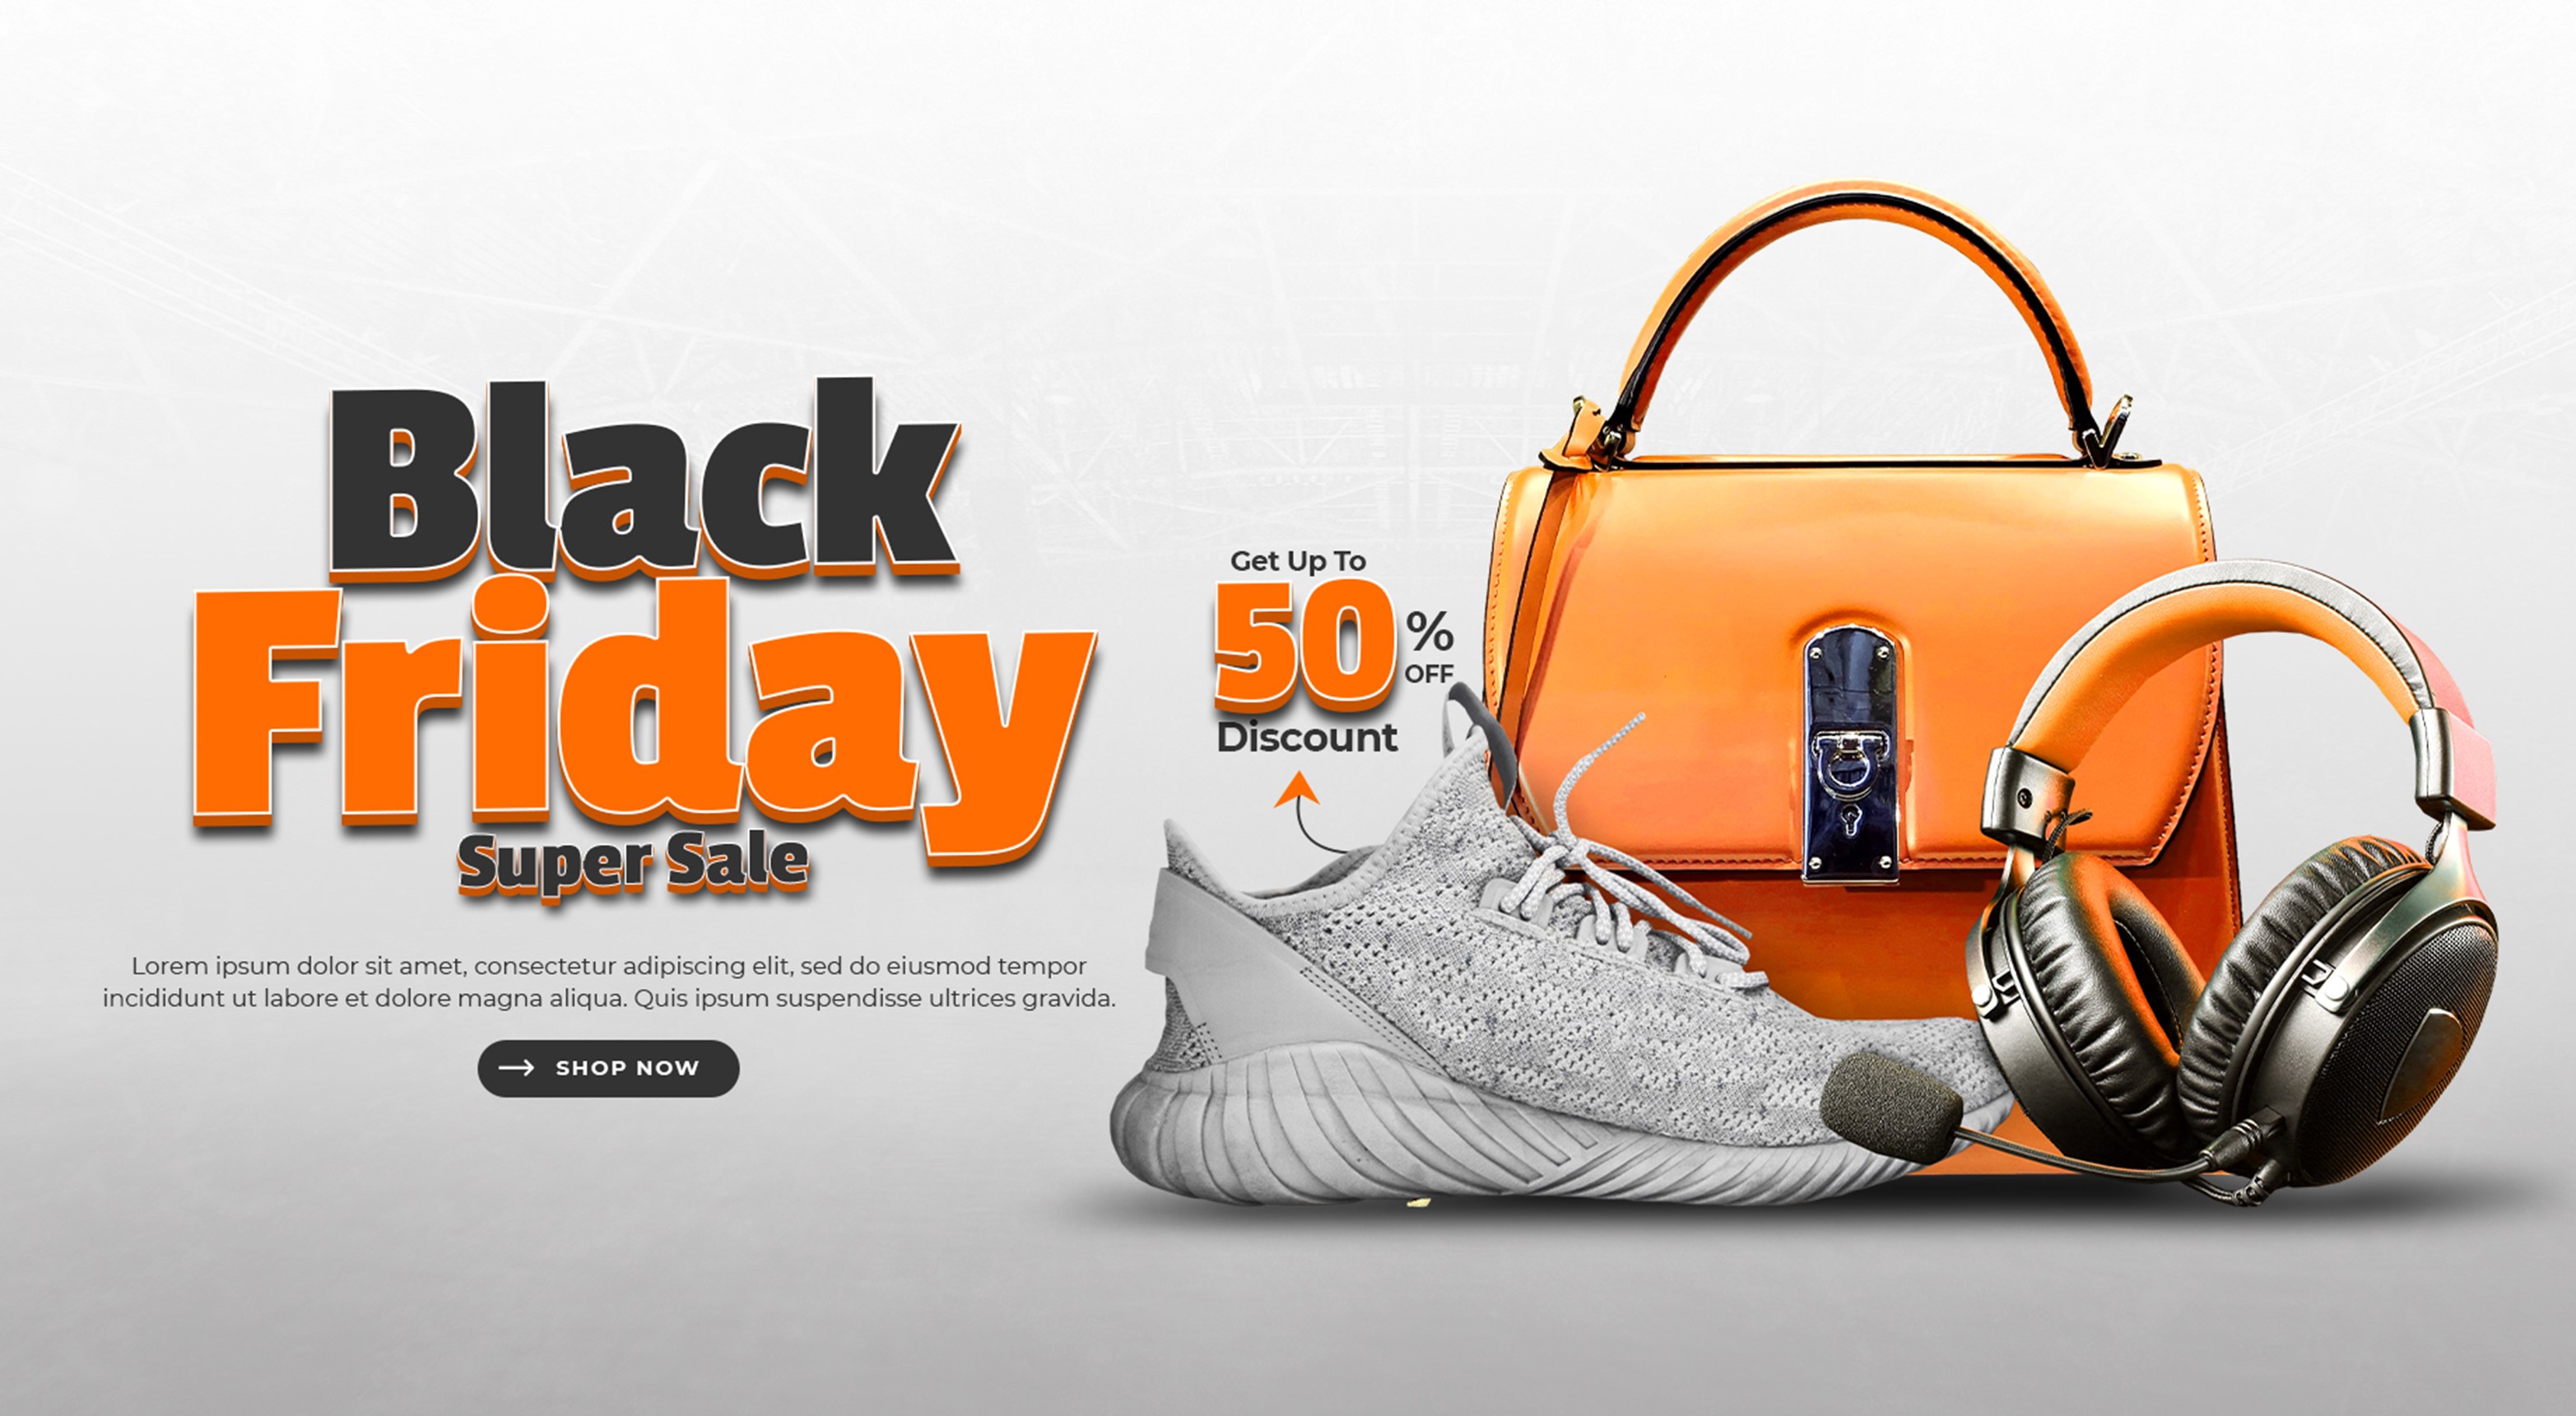 Black
Friday
Super Sale
Lorem ipsum dolor sit amet, consectetur adipiscing elit, sed do eiusmod tempor
incididunt ut labore et dolore magna aliqua. Quis ipsum suspendisse ultrices gravida.
SHOP NOW
Get Up To
50 %
OFF
Discount